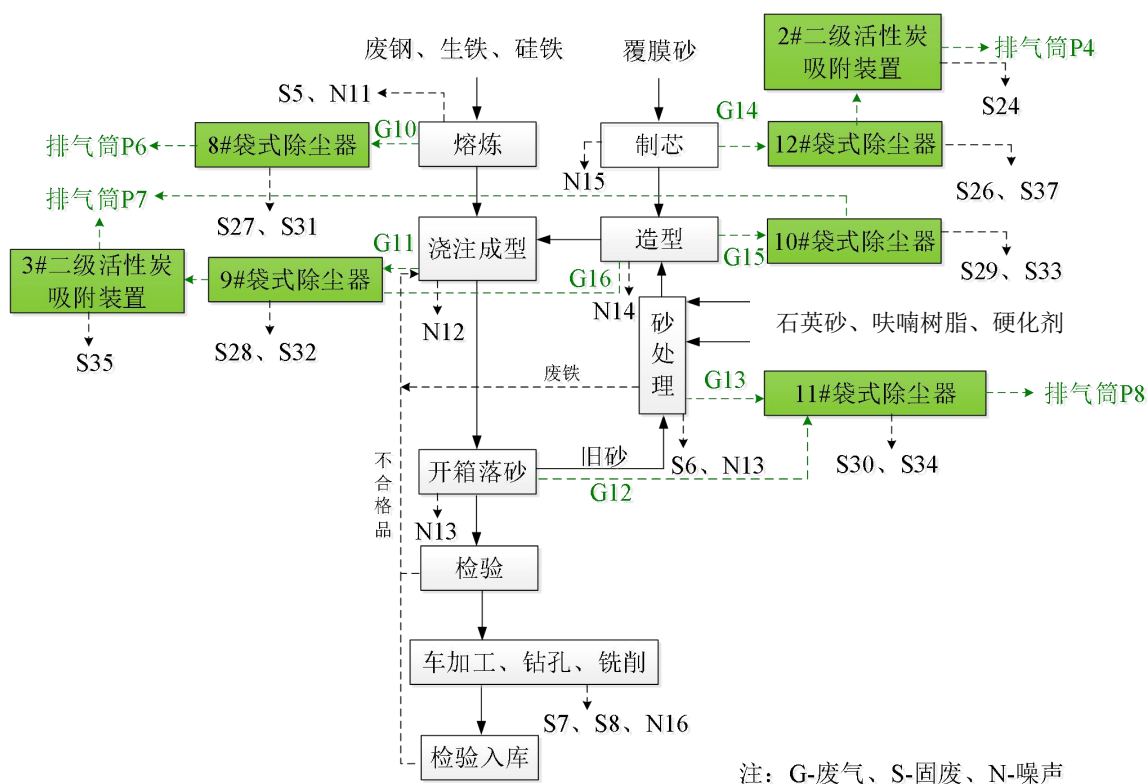 废钢、生铁、硅铁
覆膜砂
2#二级活性炭
吸附装置
排气筒P4
S24
S5、N11
G10
G14
排气筒P6
8#袋式除尘器
熔炼
制芯
12#袋式除尘器
N15
S26、S37
排气筒P7
S27、S31
浇注成型
造型
10#袋式除尘器
G11
G15
G16
3#二级活性炭
吸附装置
9#袋式除尘器
S29、S33
N12
N14
砂处理
石英砂、呋喃树脂、硬化剂
S35
S28、S32
废铁
G13
11#袋式除尘器
排气筒P8
不合格品
开箱落砂
旧砂
G12
S6、N13
S30、S34
N13
检验
车加工、钻孔、铣削
S7、S8、N16
检验入库
注：G-废气、S-固废、N-噪声